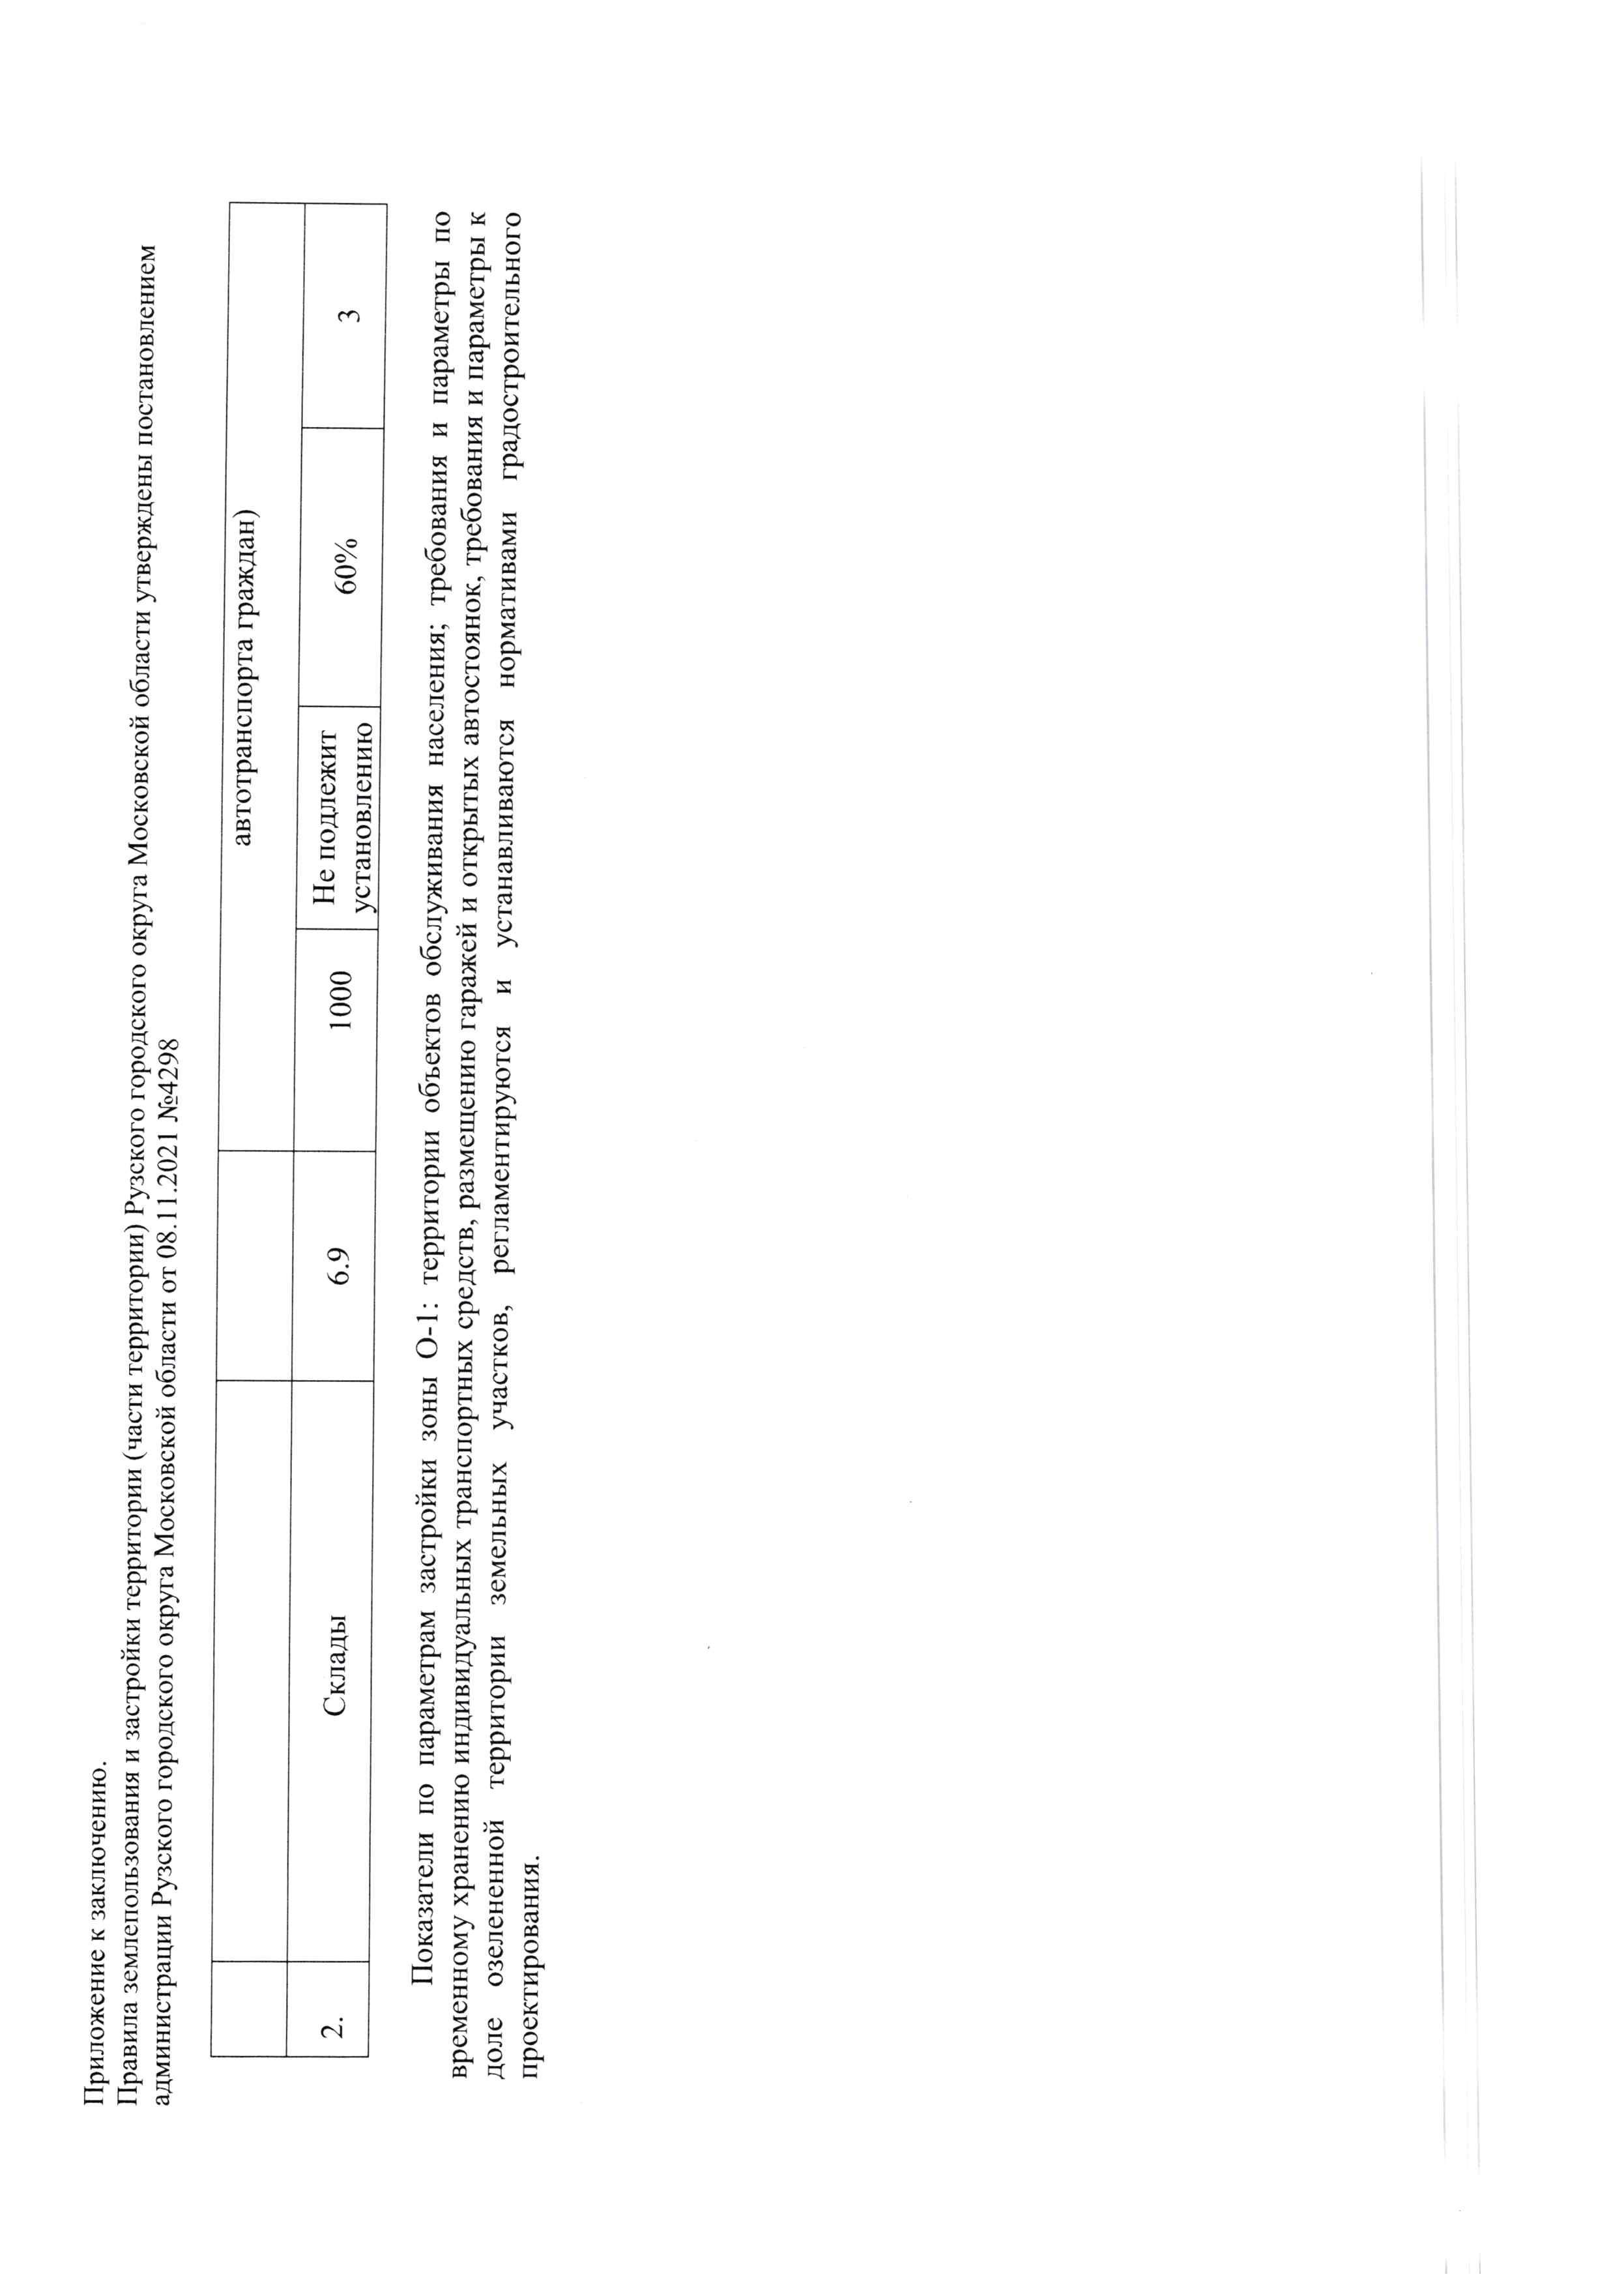 Приложение к заключению.
Правила землепользования и застройки территории (части территории) Рузского городского округа Московской области утверждены постановлением
администрации Рузского городского округа Московской области от 08.11.2021 №4298
автотранспорта граждан)
2. Склады 6.9 1000 Не подлежит 60% 3
установлению
Показатели по параметрам застройки зоны О-1: территории объектов обслуживания населения; требования и параметры по
временному хранению индивидуальных транспортных средств, размещению гаражей и открытых автостоянок, требования и параметры к
доле озелененной территории земельных участков, регламентируются и устанавливаются нормативами градостроительного
проектирования.